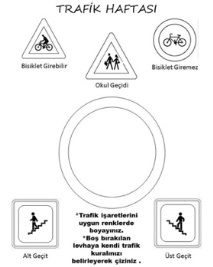 TRAFİK HAFTASI
Bisiklet Girebilir
Okul Geçidi
Bisiklet Giremez
*Trafik işaretlerini
uygun renklerde
boyayınız.
*Boş bırakılan
levhaya kendi trafik
kuralınızı
belirleyerek çiziniz .
Alt Geçit
Üst Geçit